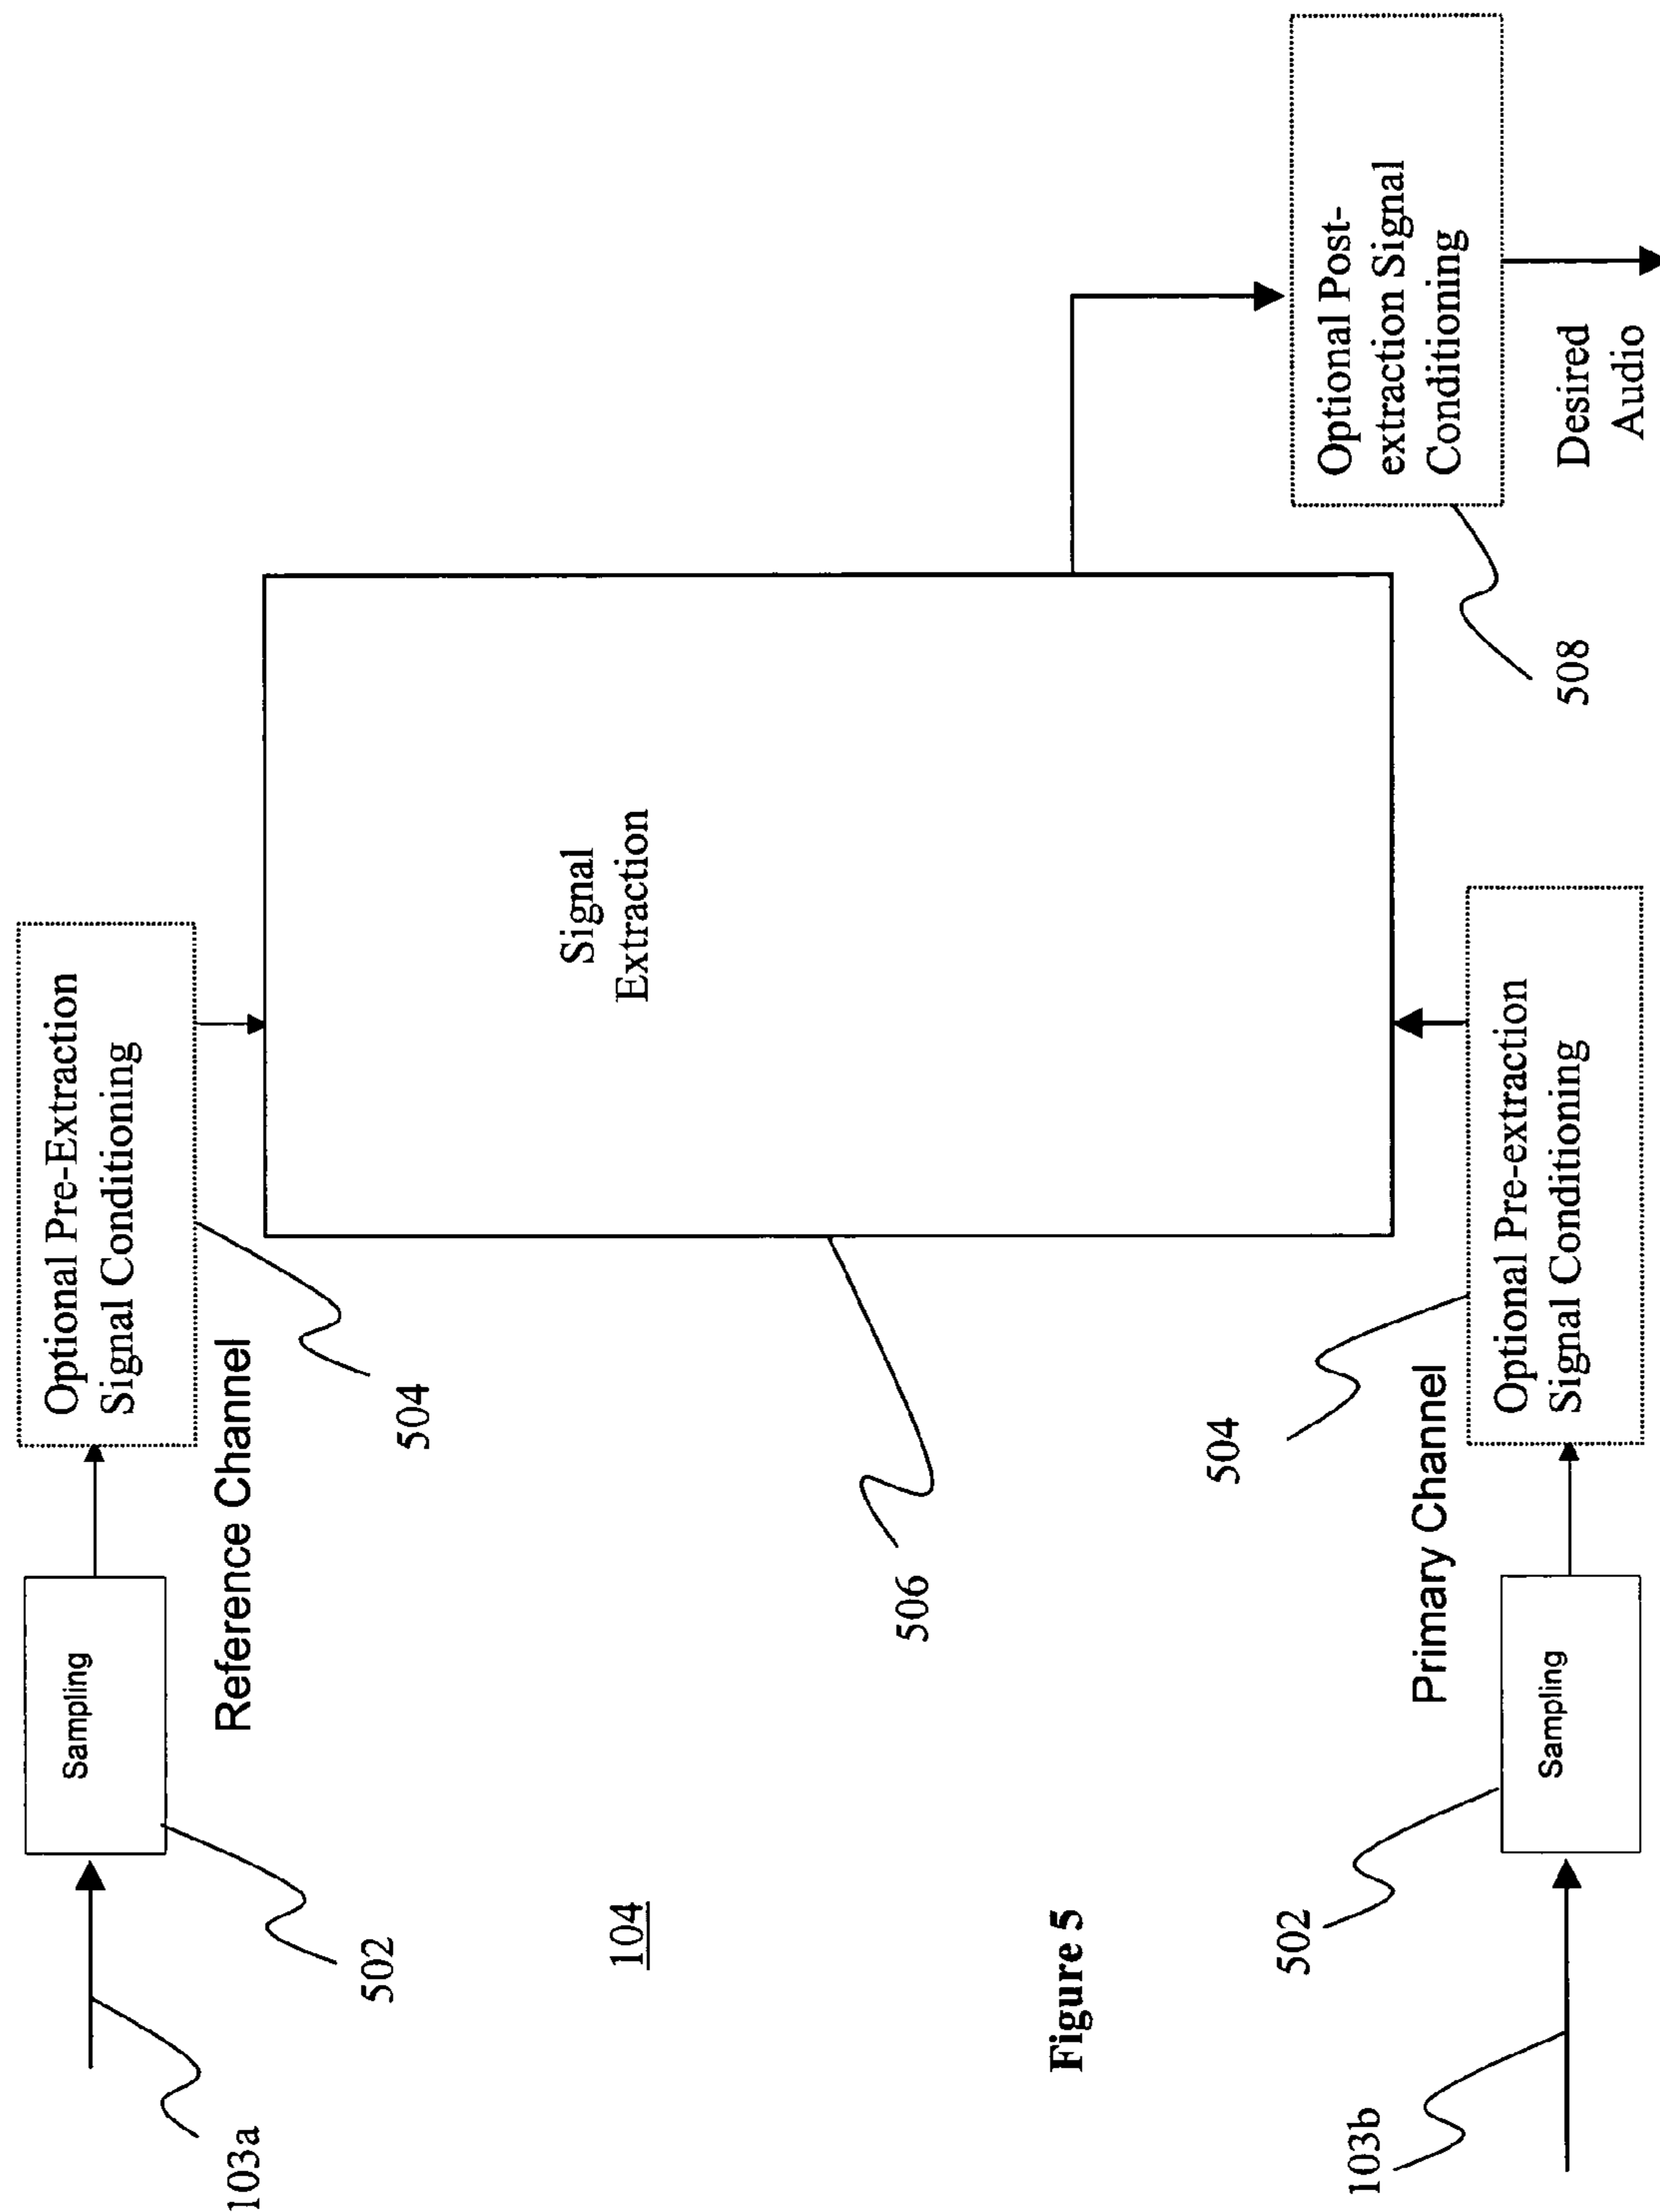 Sampling
Optional Pre-Extraction
Signal Conditioning
103a
Reference Channel
502
504
Signal
Extraction
104
506
Figure 5
504
502
Optional Post-
extraction Signal
Conditioning
103b
Primary Channel
Sampling
Optional Pre-extraction
Signal Conditioning
508
Desired
Audio